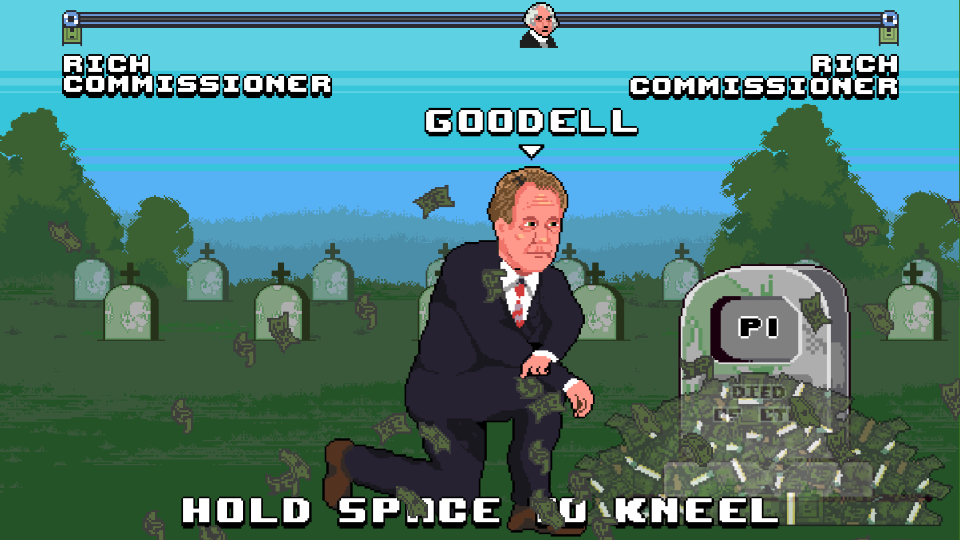 RICH
COMMISSIONER
RICH
COMMISSIONER
GOODELL
PI
DIED
HOLD SPACE TO KNEEL